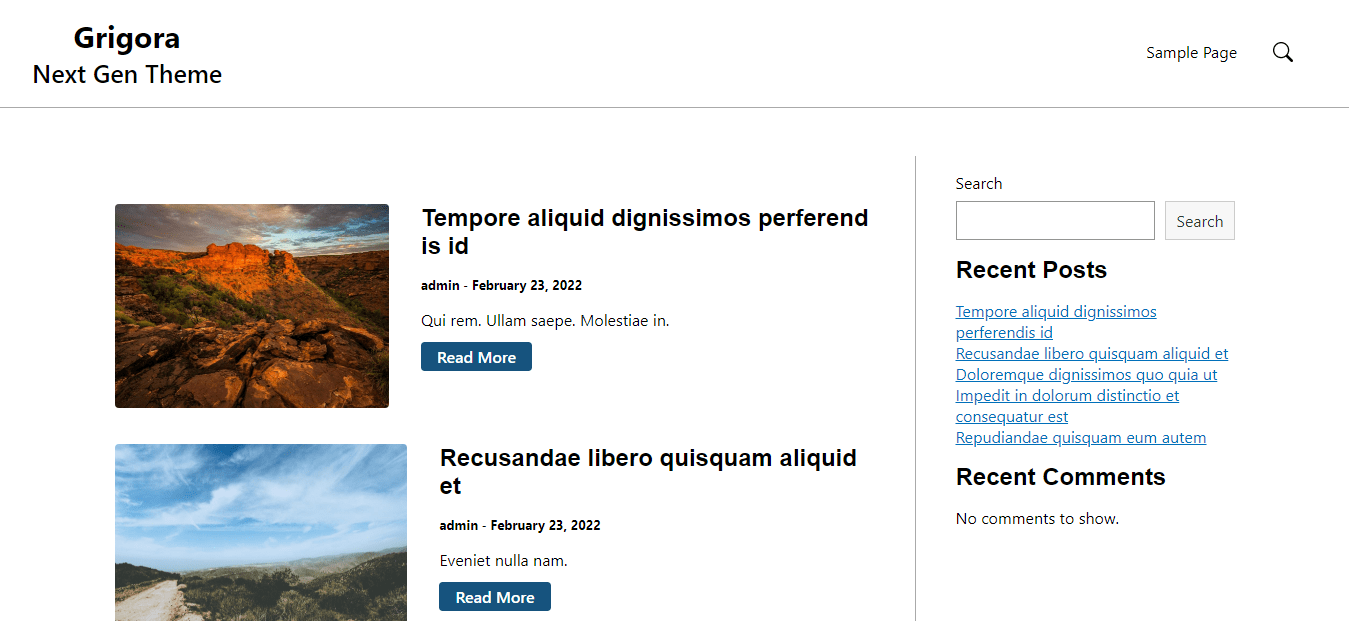 Grigora
Next Gen Theme
Sample Page
Tempore aliquid dignissimos perferend
is id
admin - February 23, 2022
Qui rem. Ullam saepe. Molestiae in.
Read More
Recusandae libero quisquam aliquid
et
admin - February 23, 2022
Eveniet nulla nam.
Read More
Search
Search
Recent Posts
Tempore aliquid dignissimos
perferendis id
Recusandae libero quisquam aliquid et
Doloremque dignissimos quo quia ut
Impedit in dolorum distinctio et
consequatur est
Repudiandae quisquam eum autem
Recent Comments
No comments to show.